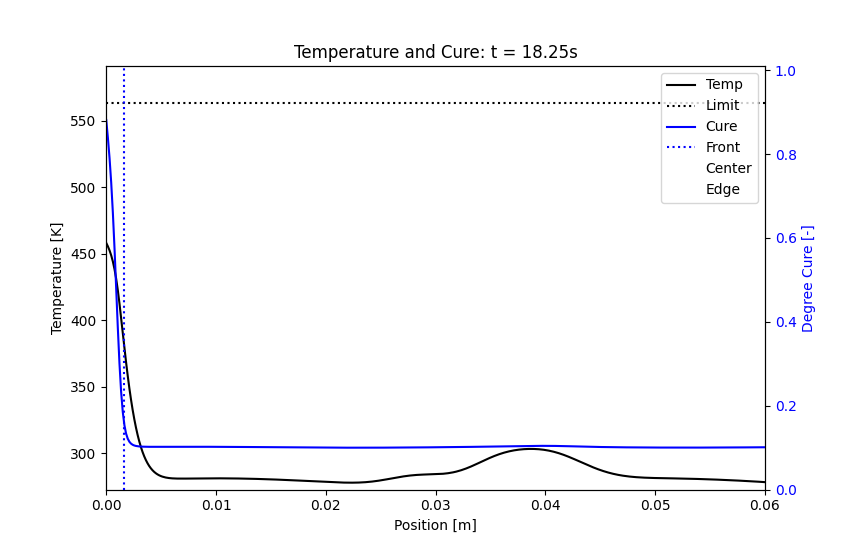 Temperature and Cure: t = 18.25s
Temp
Limit
Cure
Front
Center
Edge
Temperature [K]
550
500
450
400
350
300
Degree Cure [-]
1.0
0.8
0.6
0.4
0.2
0.0
0.00 0.01 0.02 0.03 0.04 0.05 0.06
Position [m]